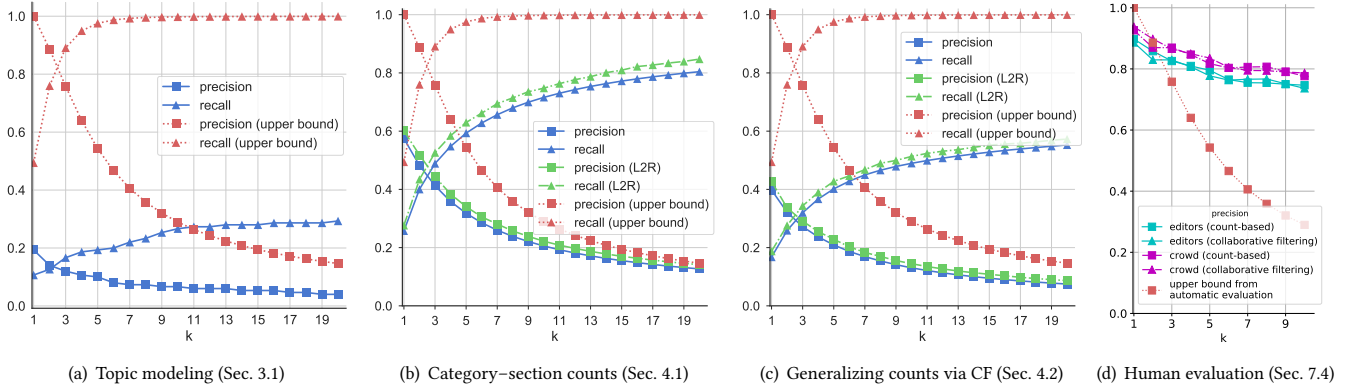 1.0
0.8
0.6
0.4
0.2
0.0
1 3 5 7 9 11 13 15 17 19
k
precision
recall
precision (upper bound)
recall (upper bound)
(a) Topic modeling (Sec. 3.1)
1.0
0.8
0.6
0.4
0.2
0.0
1 3 5 7 9 11 13 15 17 19
k
precision
recall
precision (L2R)
recall (L2R)
precision (upper bound)
recall (upper bound)
(b) Category–section counts (Sec. 4.1)
1.0
0.8
0.6
0.4
0.2
0.0
1 3 5 7 9 11 13 15 17 19
k
precision
recall
precision (L2R)
recall (L2R)
precision (upper bound)
recall (upper bound)
(c) Generalizing counts via CF (Sec. 4.2)
1.0
0.8
0.6
0.4
0.2
0.0
1 3 5 7 9
k
precision
editors (count-based)
editors (collaborative filtering)
crowd (count-based)
crowd (collaborative filtering)
upper bound from
automatic evaluation
(d) Human evaluation (Sec. 7.4)